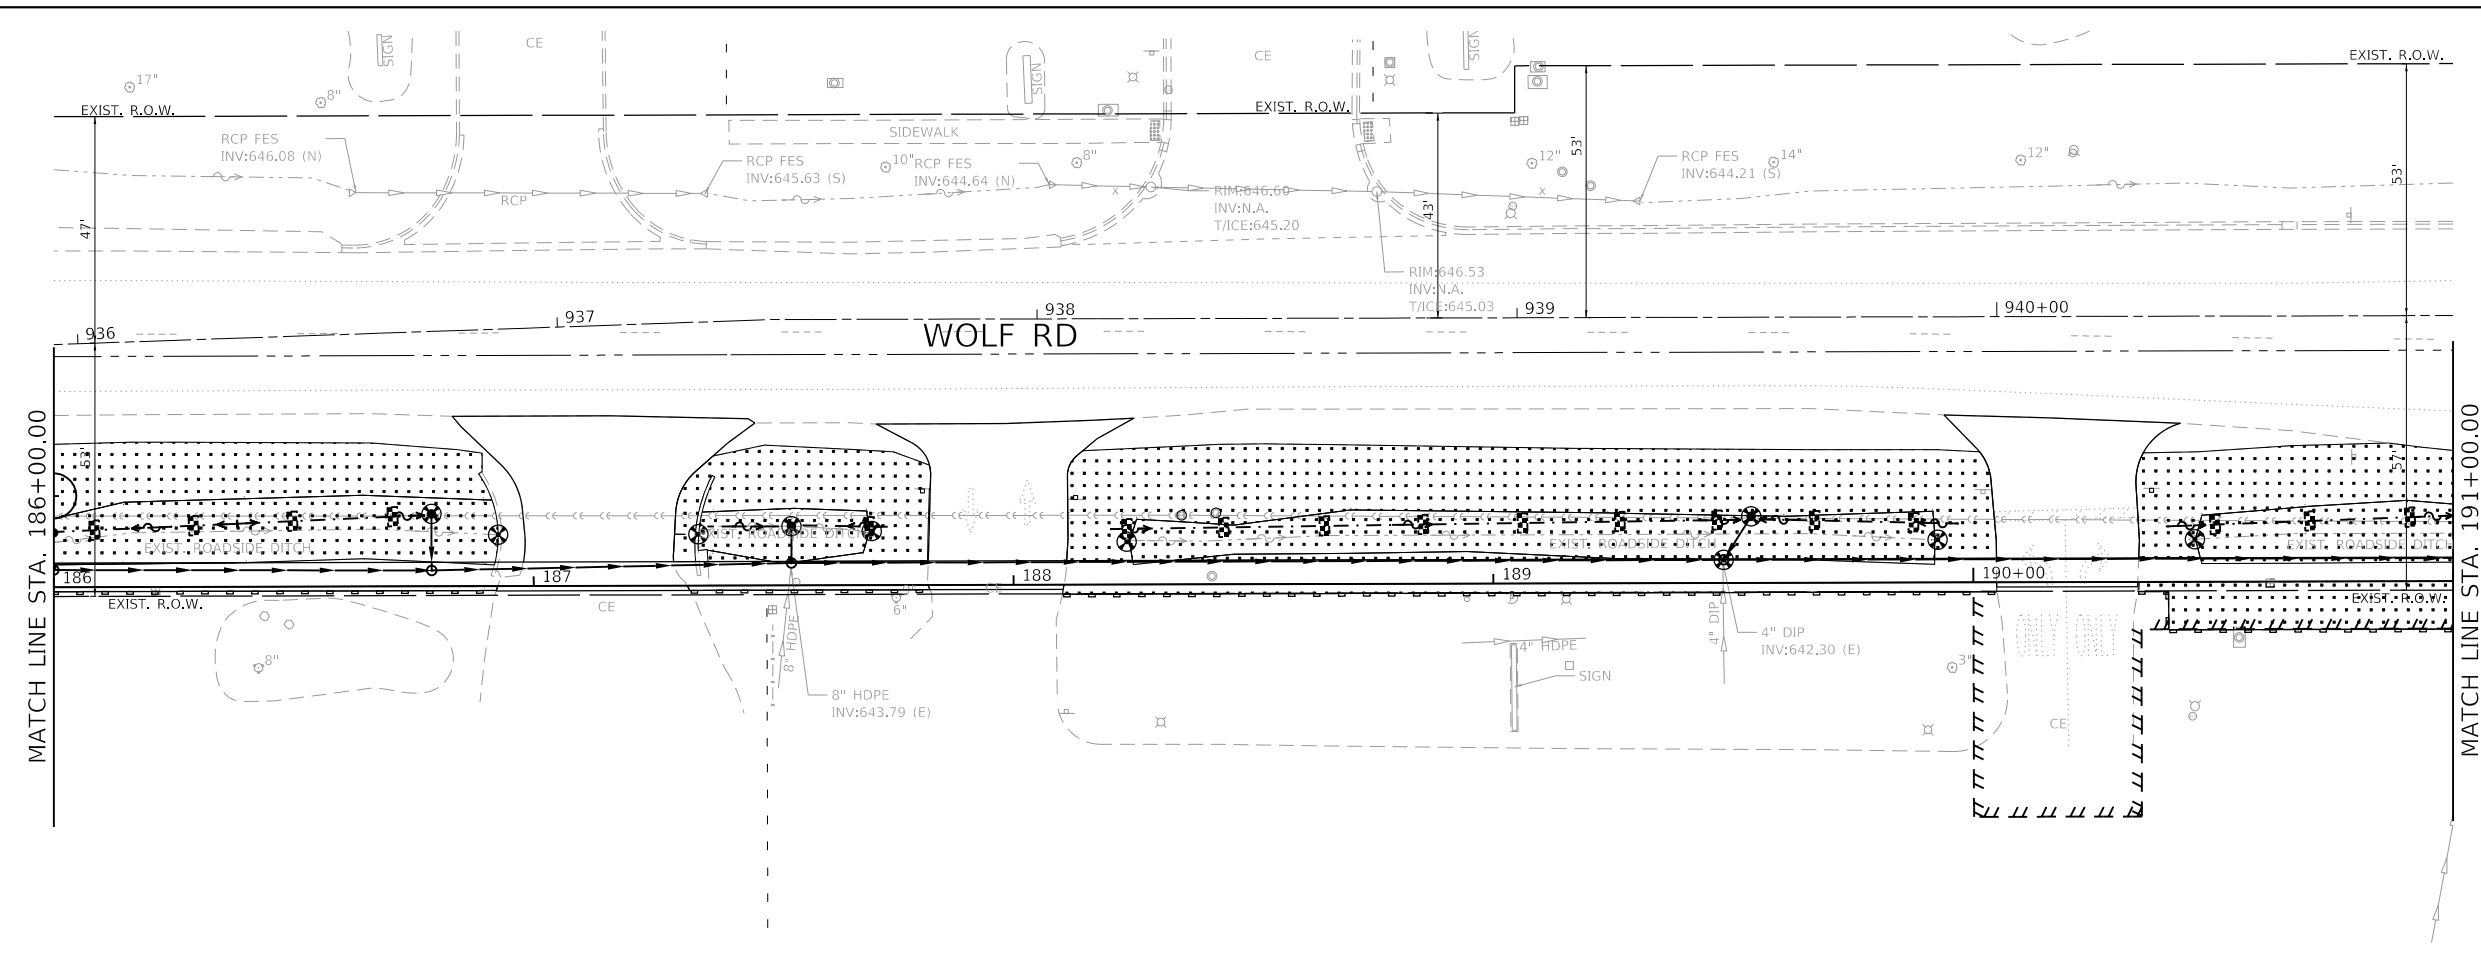 SIGN
CE
SIGN
CE
SIGN
EXIST. R.O.W.
17"
8"
EXIST. R.O.W.
EXIST. R.O.W.
RCP FES
INV:646.08 (N)
SIDEWALK
RCP FES
INV:645.63 (S)
10"
RCP FES
INV:644.64 (N)
8"
12"
53'
RCP FES
INV:644.21 (S)
14"
12"
53'
RCP
X
RIM:646.60
INV:N.A.
T/ICE:645.20
X
47'
43'
RIM:646.53
INV:N.A.
T/ICE:645.03
936
937
938
939
940+00
WOLF RD
MATCH LINE STA. 186+00.00
MATCH LINE STA. 191+00.00
53'
57'
EXIST. ROADSIDE DITCH
EXIST. ROADSIDE DITCH
EXIST. ROADSIDE DITCH
EXIST. ROADSIDE DITCH
186
187
188
189
190+00
EXIST. R.O.W.
CE
CE
EXIST. R.O.W.
6"
8"
8" HDPE
8" HDPE
INV:643.79 (E)
4" HDPE
SIGN
4" DIP
4" DIP
INV:642.30 (E)
3"
ONLY ONLY
CE